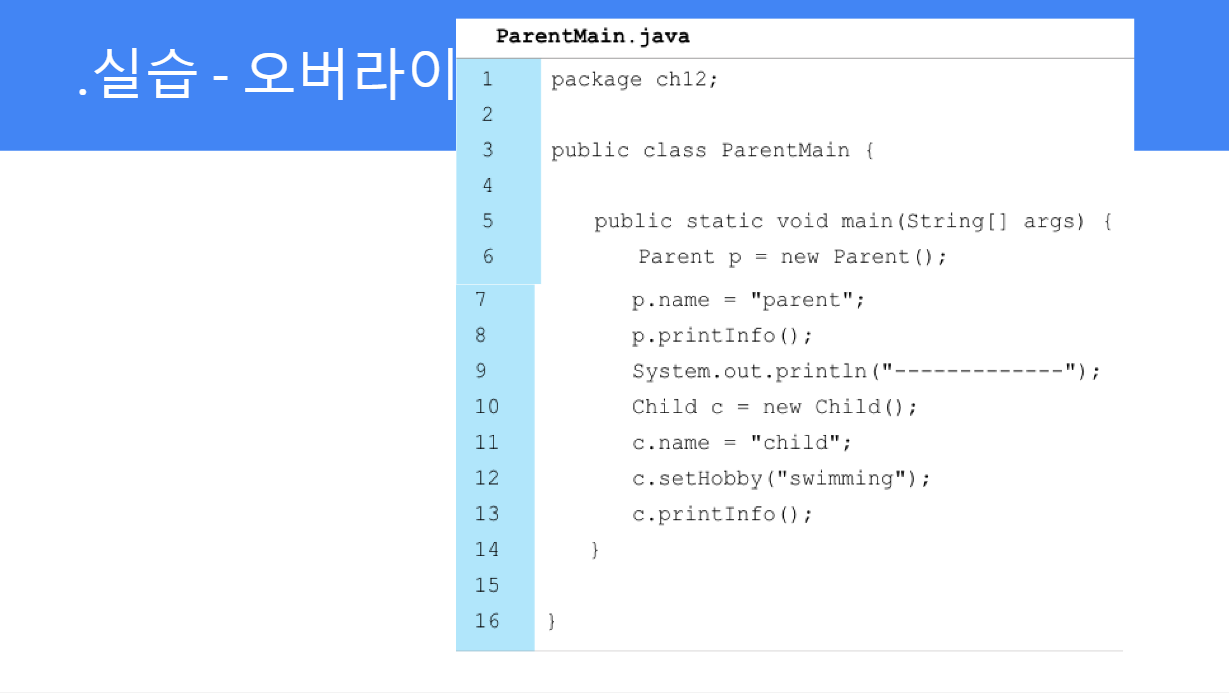 .실습 - 오버라이
ParentMain.java
1 package ch12;
2
3 public class ParentMain {
4
5 public static void main(String[] args) {
6 Parent p = new Parent();
7 p.name = "parent";
8 p.printInfo();
9 System.out.println("-------------");
10 Child c = new Child();
11 c.name = "child";
12 c.setHobby("swimming");
13 c.printInfo();
14 }
15
16 }